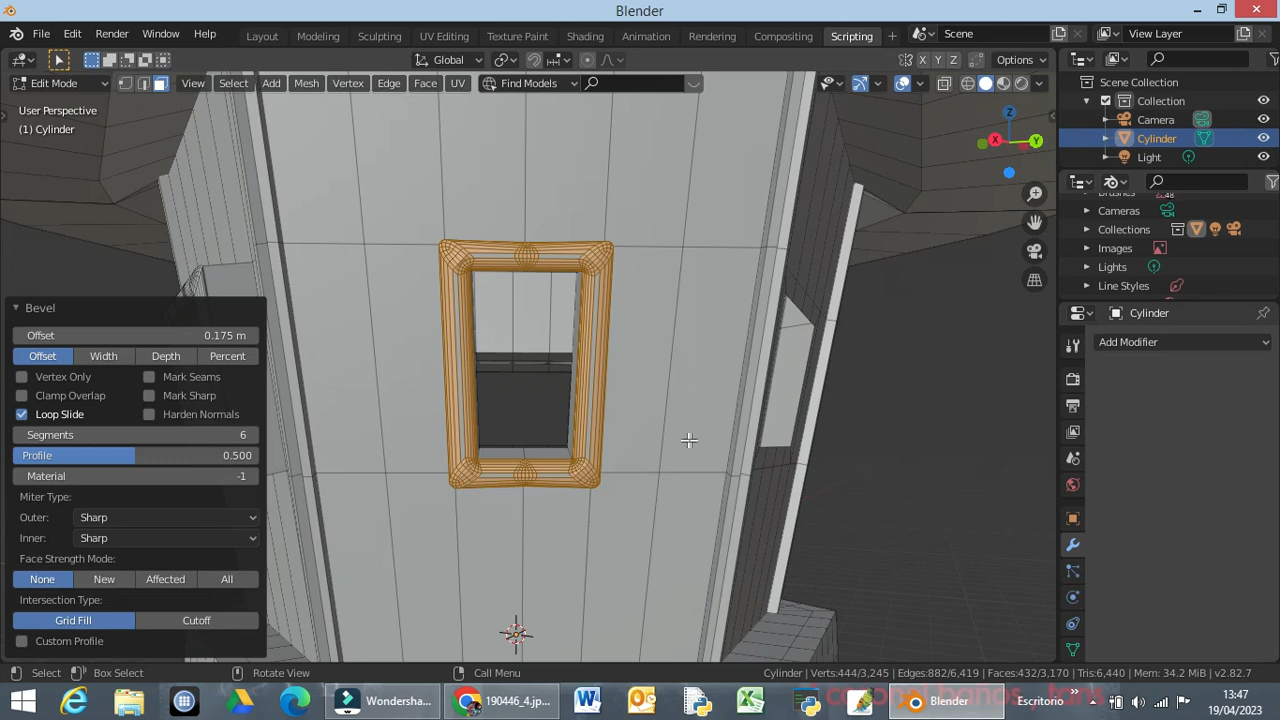 Blender
File Edit Render Window Help Layout Modeling Sculpting UV Editing Texture Paint Shading Animation Rendering Compositing Scripting + Scene View Layer
Global X Y Z Options
Edit Mode View Select Add Mesh Vertex Edge Face UV Find Models
Scene Collection
User Perspective
(1) Cylinder
Collection
Camera
Cylinder
Light
Z
X Y
48
Cameras
Collections
Images
Lights
Line Styles
Bevel
Cylinder
Offset 0.175 m
Add Modifier
Offset Width Depth Percent
Vertex Only Mark Seams
Clamp Overlap Mark Sharp
Loop Slide Harden Normals
Segments 6
Profile 0.500
Material -1
Miter Type:
Outer: Sharp
Inner: Sharp
Face Strength Mode:
None New Affected All
Intersection Type:
Grid Fill Cutoff
Custom Profile
Select Box Select Rotate View Call Menu Cylinder | Verts:444/3,245 | Edges:882/6,419 | Faces:432/3,170 | Tris:6,440 | Mem: 34.2 MiB | v2.82.7
Wondersha... 190446_4.jp... Blender Escritorio 13:47
19/04/2023